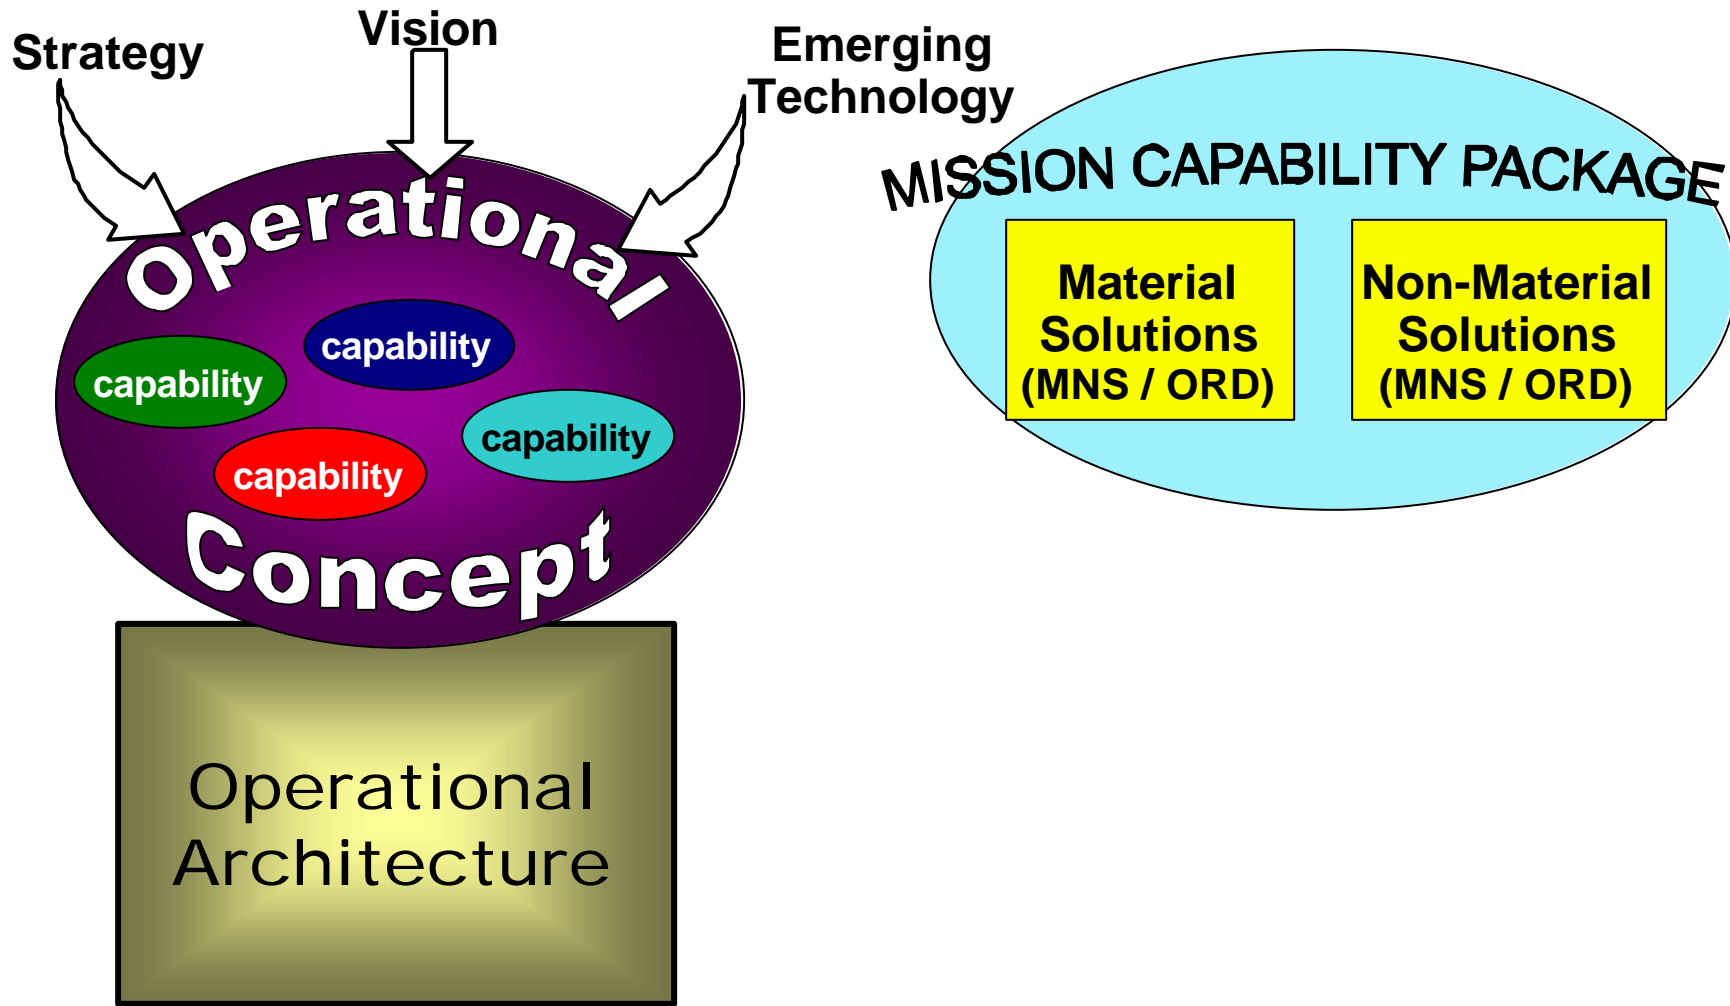 Strategy
Vision
Emerging
Technology
Operational
capability
capability
capability
capability
Concept
Operational
Architecture
MISSION CAPABILITY PACKAGE
Material
Solutions
(MNS / ORD)
Non-Material
Solutions
(MNS / ORD)